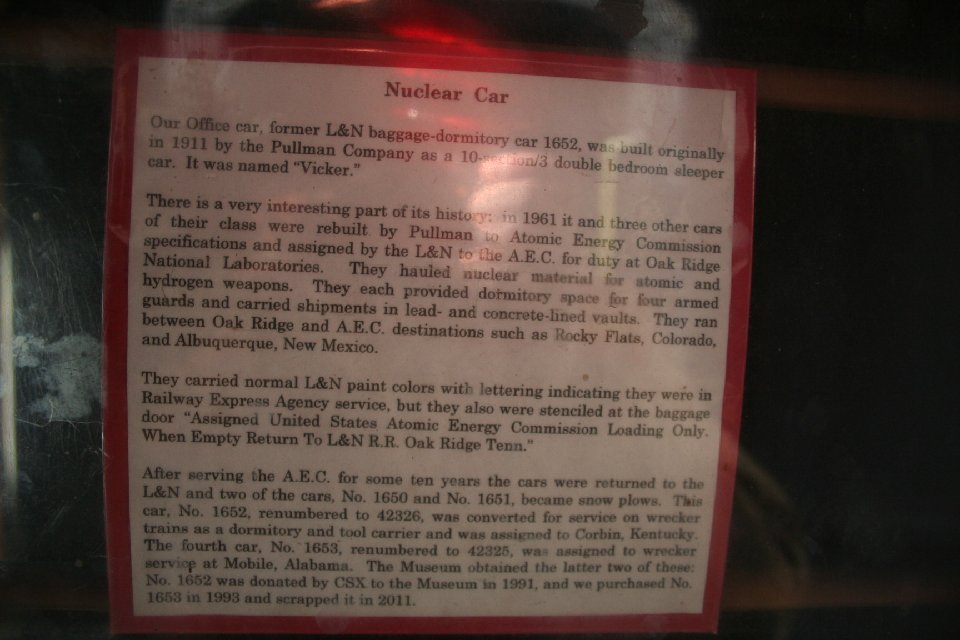 Nuclear Car
Our Office car, former L&N baggage-dormitory car 1652, was built originally
in 1911 by the Pullman Company as a 10-section/3 double bedroom sleeper
car. It was named "Vicker."
There is a very interesting part of its history: in 1961 it and three other cars
of their class were rebuilt by Pullman to Atomic Energy Commission
specifications and assigned by the L&N to the A.E.C. for duty at Oak Ridge
National Laboratories. They hauled nuclear material for atomic and
hydrogen weapons. They each provided dormitory space for four armed
guards and carried shipments in lead- and concrete-lined vaults. They ran
between Oak Ridge and A.E.C. destinations such as Rocky Flats, Colorado,
and Albuquerque, New Mexico.
They carried normal L&N paint colors with lettering indicating they were in
Railway Express Agency service, but they also were stenciled at the baggage
door "Assigned United States Atomic Energy Commission Loading Only.
When Empty Return To L&N R.R. Oak Ridge Tenn."
After serving the A.E.C. for some ten years the cars were returned to the
L&N and two of the cars, No. 1650 and No. 1651, became snow plows. This
car, No. 1652, renumbered to 42326, was converted for service on wrecker
trains as a dormitory and tool carrier and was assigned to Corbin, Kentucky.
The fourth car, No. 1653, renumbered to 42325, was assigned to wrecker
service at Mobile, Alabama. The Museum obtained the latter two of these:
No. 1652 was donated by CSX to the Museum in 1991, and we purchased No.
1653 in 1993 and scrapped it in 2011.